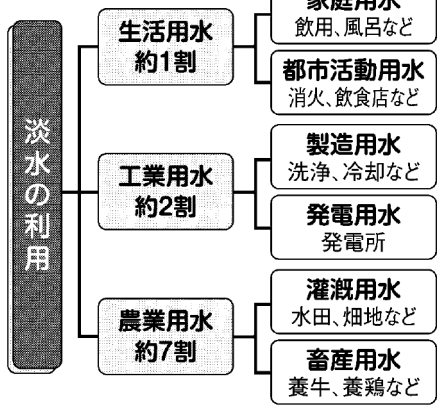 淡水の利用
生活用水
約1割
家庭用水
飲用、風呂など
都市活動用水
消火、飲食店など
工業用水
約2割
製造用水
洗浄、冷却など
発電用水
発電所
農業用水
約7割
灌漑用水
水田、畑地など
畜産用水
養牛、養鶏など